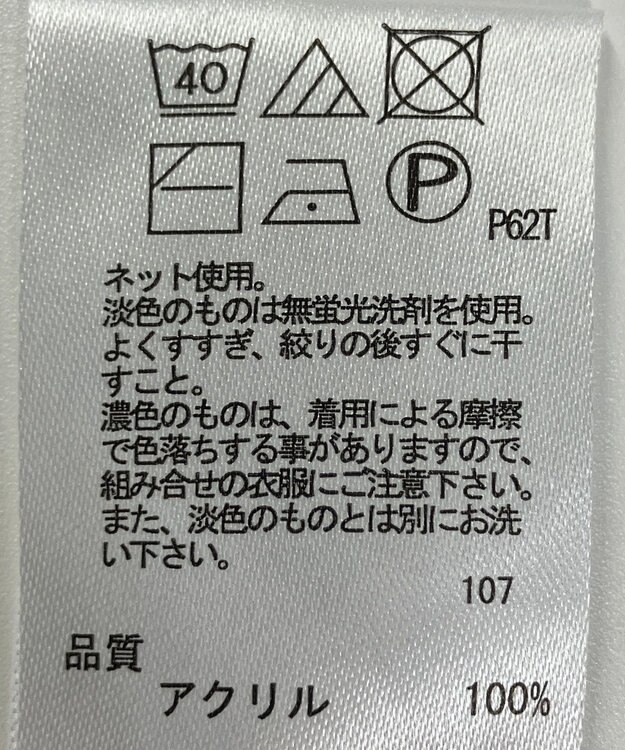 40
P
P62T
ネット使用。
淡色のものは無蛍光洗剤を使用。
よくすすぎ、絞りの後すぐに干
すこと。
濃色のものは、着用による摩擦
で色落ちする事がありますので、
組み合せの衣服にご注意下さい。
また、淡色のものとは別にお洗
い下さい。
107
品質
アクリル 100%